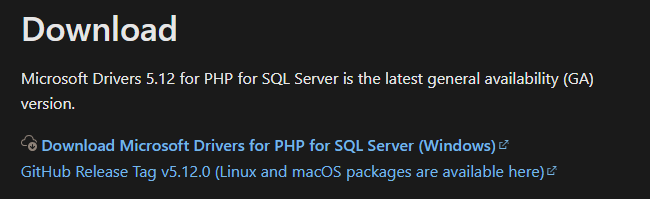 Download
Microsoft Drivers 5.12 for PHP for SQL Server is the latest general availability (GA)
version.
Download Microsoft Drivers for PHP for SQL Server (Windows)
GitHub Release Tag v5.12.0 (Linux and macOS packages are available here)